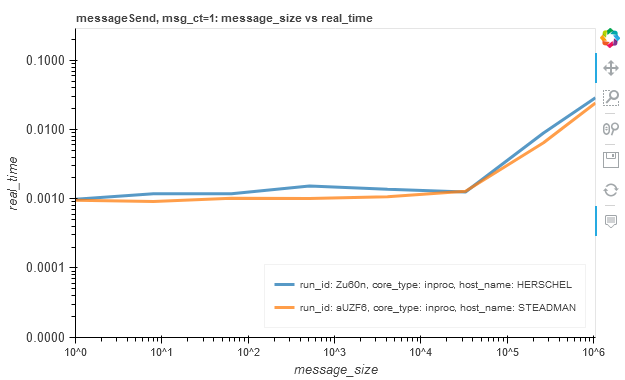 messageSend, msg_ct=1: message_size vs real_time
0.1000
0.0100
0.0010
0.0001
0.0000
real_time
run_id: Zu60n, core_type: inproc, host_name: HERSCHEL
run_id: aUZF6, core_type: inproc, host_name: STEADMAN
10^0 10^1 10^2 10^3 10^4 10^5 10^6
message_size